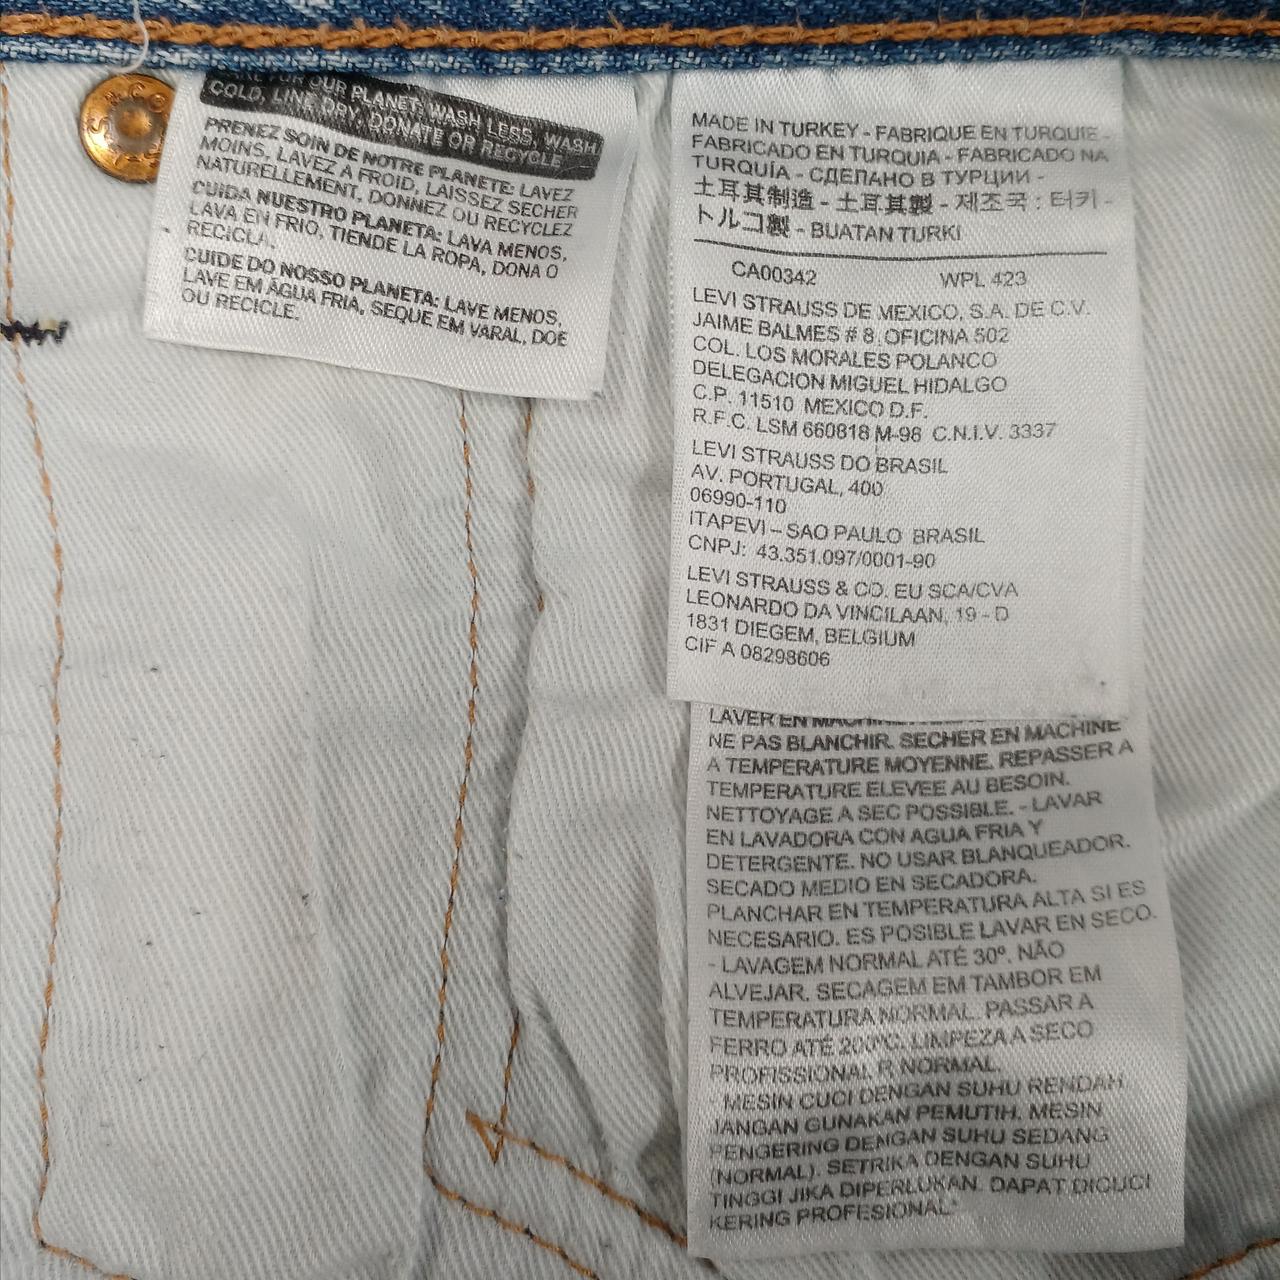 CARE FOR OUR PLANET: WASH LESS, WASH
COLD, LINE DRY, DONATE OR RECYCLE
PRENEZ SOIN DE NOTRE PLANETE: LAVEZ
MOINS, LAVEZ A FROID, LAISSEZ SECHER
NATURELLEMENT, DONNEZ OU RECYCLEZ
CUIDA NUESTRO PLANETA: LAVA MENOS,
LAVA EN FRIO, TIENDE LA ROPA, DONA O
RECICLA.
CUIDE DO NOSSO PLANETA: LAVE MENOS,
LAVE EM ÁGUA FRIA, SEQUE EM VARAL, DOE
OU RECICLE.
MADE IN TURKEY - FABRIQUE EN TURQUIE -
FABRICADO EN TURQUIA - FABRICADO NA
TURQUÍA - СДЕЛАНО В ТУРЦИИ -
土耳其制造 - 土耳其製 - 제조국 : 터키 -
トルコ製 - BUATAN TURKI
CA00342 WPL 423
LEVI STRAUSS DE MEXICO, S.A. DE C.V.
JAIME BALMES # 8, OFICINA 502
COL. LOS MORALES POLANCO
DELEGACION MIGUEL HIDALGO
C.P. 11510 MEXICO D.F.
R.F.C. LSM 660818 M-98 C.N.I.V. 3337
LEVI STRAUSS DO BRASIL
AV. PORTUGAL, 400
06990-110
ITAPEVI – SAO PAULO BRASIL
CNPJ: 43.351.097/0001-90
LEVI STRAUSS & CO. EU SCA/CVA
LEONARDO DA VINCILAAN, 19 - D
1831 DIEGEM, BELGIUM
CIF A 08298606
LAVER EN
NE PAS BLANCHIR. SECHER EN MACHINE
A TEMPERATURE MOYENNE. REPASSER A
TEMPERATURE ELEVEE AU BESOIN.
NETTOYAGE A SEC POSSIBLE. - LAVAR
EN LAVADORA CON AGUA FRIA Y
DETERGENTE. NO USAR BLANQUEADOR.
SECADO MEDIO EN SECADORA.
PLANCHAR EN TEMPERATURA ALTA SI ES
NECESARIO. ES POSIBLE LAVAR EN SECO.
- LAVAGEM NORMAL ATÉ 30º. NÃO
ALVEJAR. SECAGEM EM TAMBOR EM
TEMPERATURA NORMAL. PASSAR A
FERRO ATÉ 200ºC. LIMPEZA A SECO
PROFISSIONAL P. NORMAL.
- MESIN CUCI DENGAN SUHU RENDAH.
JANGAN GUNAKAN PEMUTIH. MESIN
PENGERING DENGAN SUHU SEDANG
(NORMAL). SETRIKA DENGAN SUHU
TINGGI JIKA DIPERLUKAN. DAPAT DICUCI
KERING PROFESIONAL*